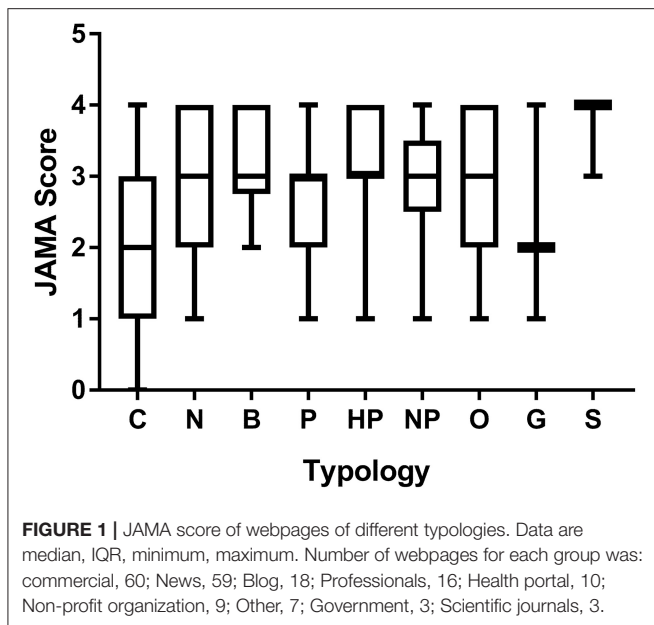 5
4
3
2
1
0
JAMA Score
C N B P HP NP O G S
Typology
FIGURE 1 | JAMA score of webpages of different typologies. Data are
median, IQR, minimum, maximum. Number of webpages for each group was:
commercial, 60; News, 59; Blog, 18; Professionals, 16; Health portal, 10;
Non-profit organization, 9; Other, 7; Government, 3; Scientific journals, 3.